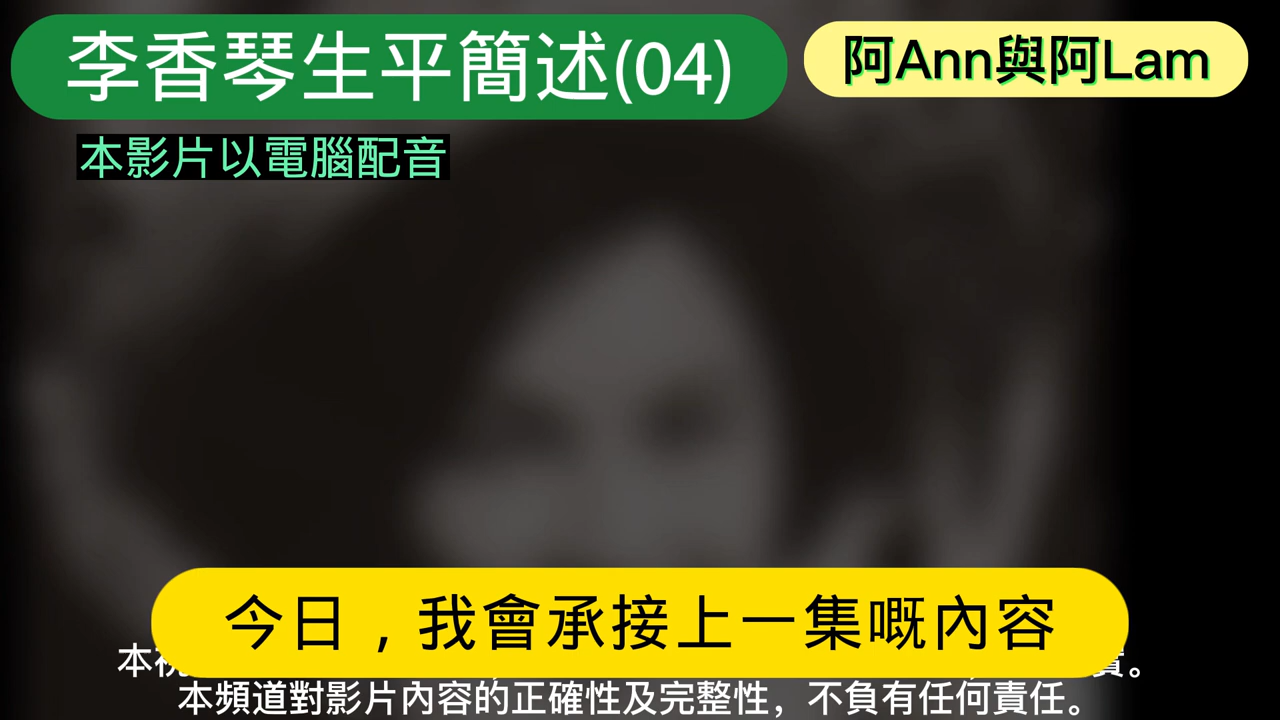 李香琴生平簡述(04)
阿Ann與阿Lam
本影片以電腦配音
今日，我會承接上一集嘅內容
本
本頻道對影片內容的正確性及完整性，不負有任何責任。